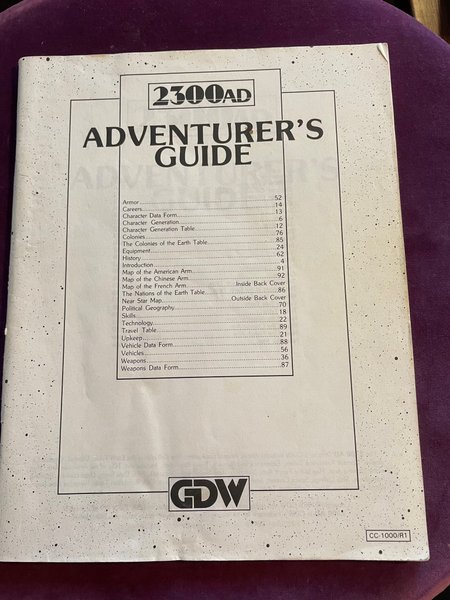 2300AD
ADVENTURER'S
GUIDE
Armor 52
Careers 14
Character Data Form 13
Character Generation 6
Character Generation Table 12
Colonies 76
The Colonies of the Earth Table 85
Equipment 24
History 62
Introduction 4
Map of the American Arm 91
Map of the Chinese Arm 92
Map of the French Arm Inside Back Cover
The Nations of the Earth Table 86
Near Star Map Outside Back Cover
Political Geography 70
Skills 18
Technology 22
Travel Table 89
Upkeep 21
Vehicle Data Form 88
Vehicles 56
Weapons 36
Weapons Data Form 87
GDW
CC-1000/R1